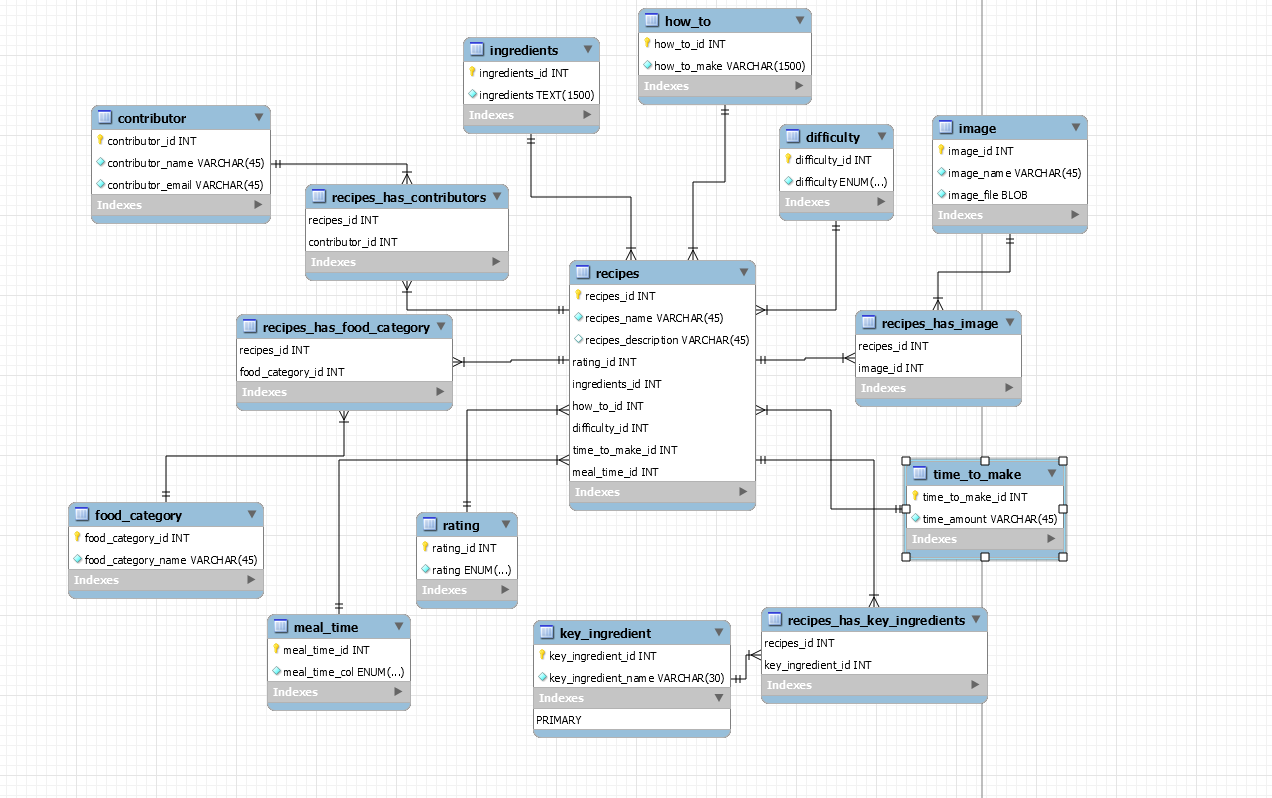 how_to
how_to_id INT
how_to_make VARCHAR(1500)
Indexes
ingredients
ingredients_id INT
ingredients TEXT(1500)
Indexes
contributor
contributor_id INT
contributor_name VARCHAR(45)
contributor_email VARCHAR(45)
Indexes
difficulty
difficulty_id INT
difficulty ENUM(...)
Indexes
image
image_id INT
image_name VARCHAR(45)
image_file BLOB
Indexes
recipes_has_contributors
recipes_id INT
contributor_id INT
Indexes
recipes
recipes_id INT
recipes_name VARCHAR(45)
recipes_description VARCHAR(45)
rating_id INT
ingredients_id INT
how_to_id INT
difficulty_id INT
time_to_make_id INT
meal_time_id INT
Indexes
recipes_has_food_category
recipes_id INT
food_category_id INT
Indexes
recipes_has_image
recipes_id INT
image_id INT
Indexes
time_to_make
time_to_make_id INT
time_amount VARCHAR(45)
Indexes
food_category
food_category_id INT
food_category_name VARCHAR(45)
Indexes
rating
rating_id INT
rating ENUM(...)
Indexes
meal_time
meal_time_id INT
meal_time_col ENUM(...)
Indexes
key_ingredient
key_ingredient_id INT
key_ingredient_name VARCHAR(30)
Indexes
PRIMARY
recipes_has_key_ingredients
recipes_id INT
key_ingredient_id INT
Indexes